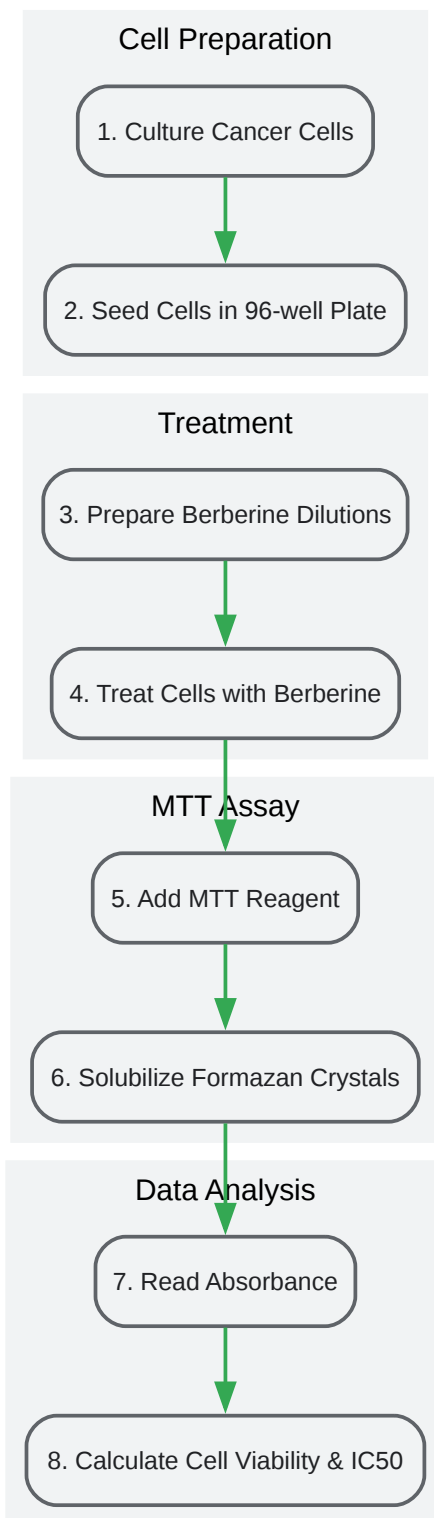 Cell Preparation
1. Culture Cancer Cells
2. Seed Cells in 96-well Plate
Treatment
3. Prepare Berberine Dilutions
4. Treat Cells with Berberine
MTT Assay
5. Add MTT Reagent
6. Solubilize Formazan Crystals
Data Analysis
7. Read Absorbance
8. Calculate Cell Viability & IC50